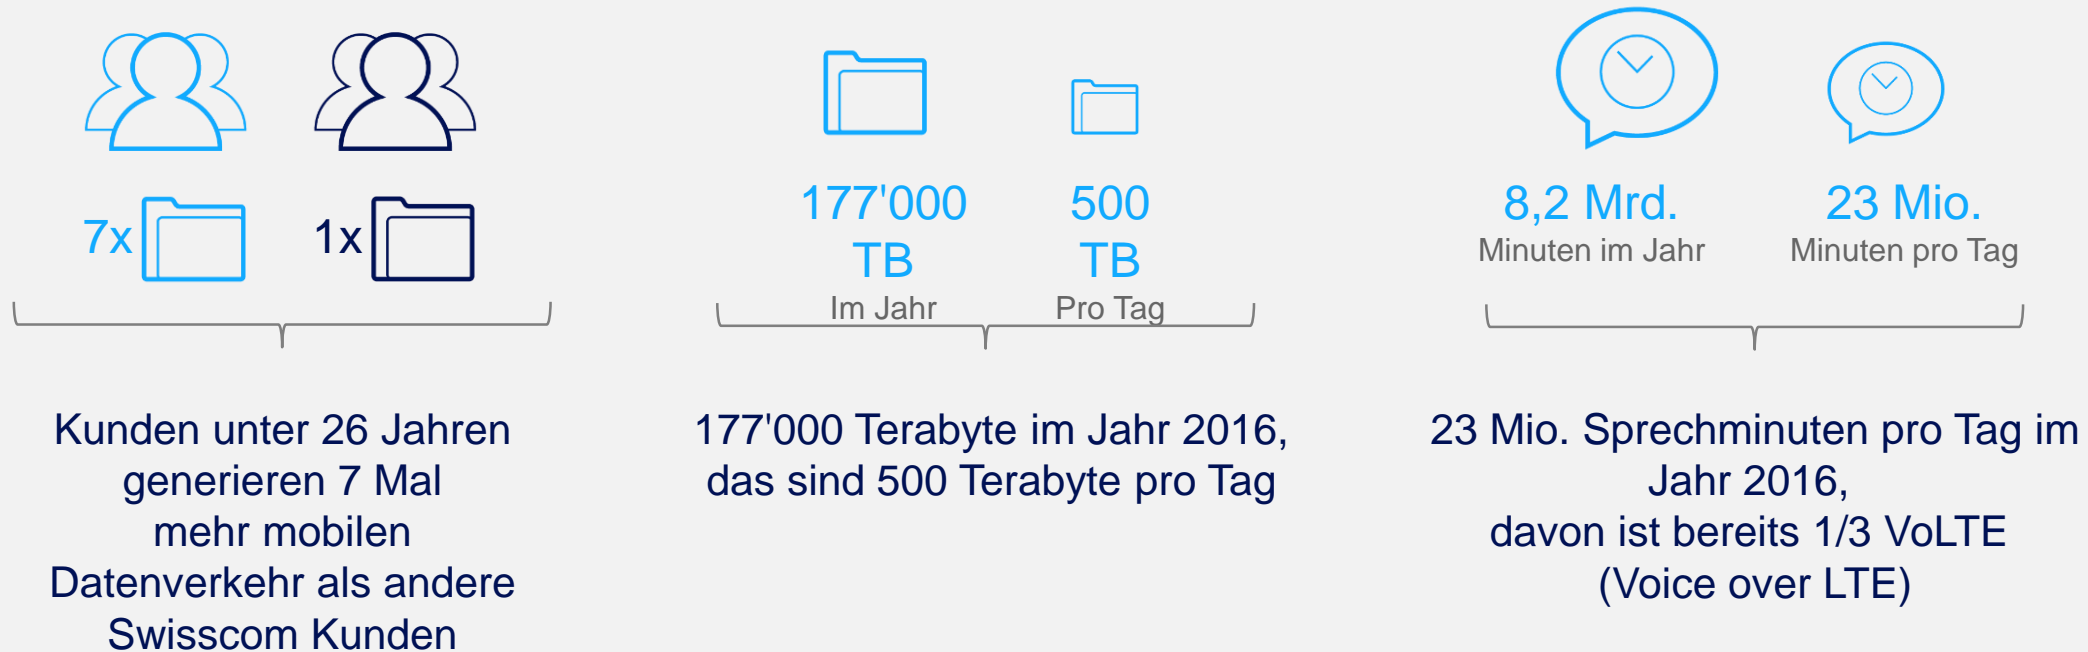 7x
1x
Kunden unter 26 Jahren
generieren 7 Mal
mehr mobilen
Datenverkehr als andere
Swisscom Kunden
177'000
TB
Im Jahr
500
TB
Pro Tag
177'000 Terabyte im Jahr 2016,
das sind 500 Terabyte pro Tag
8,2 Mrd.
Minuten im Jahr
23 Mio.
Minuten pro Tag
23 Mio. Sprechminuten pro Tag im
Jahr 2016,
davon ist bereits 1/3 VoLTE
(Voice over LTE)